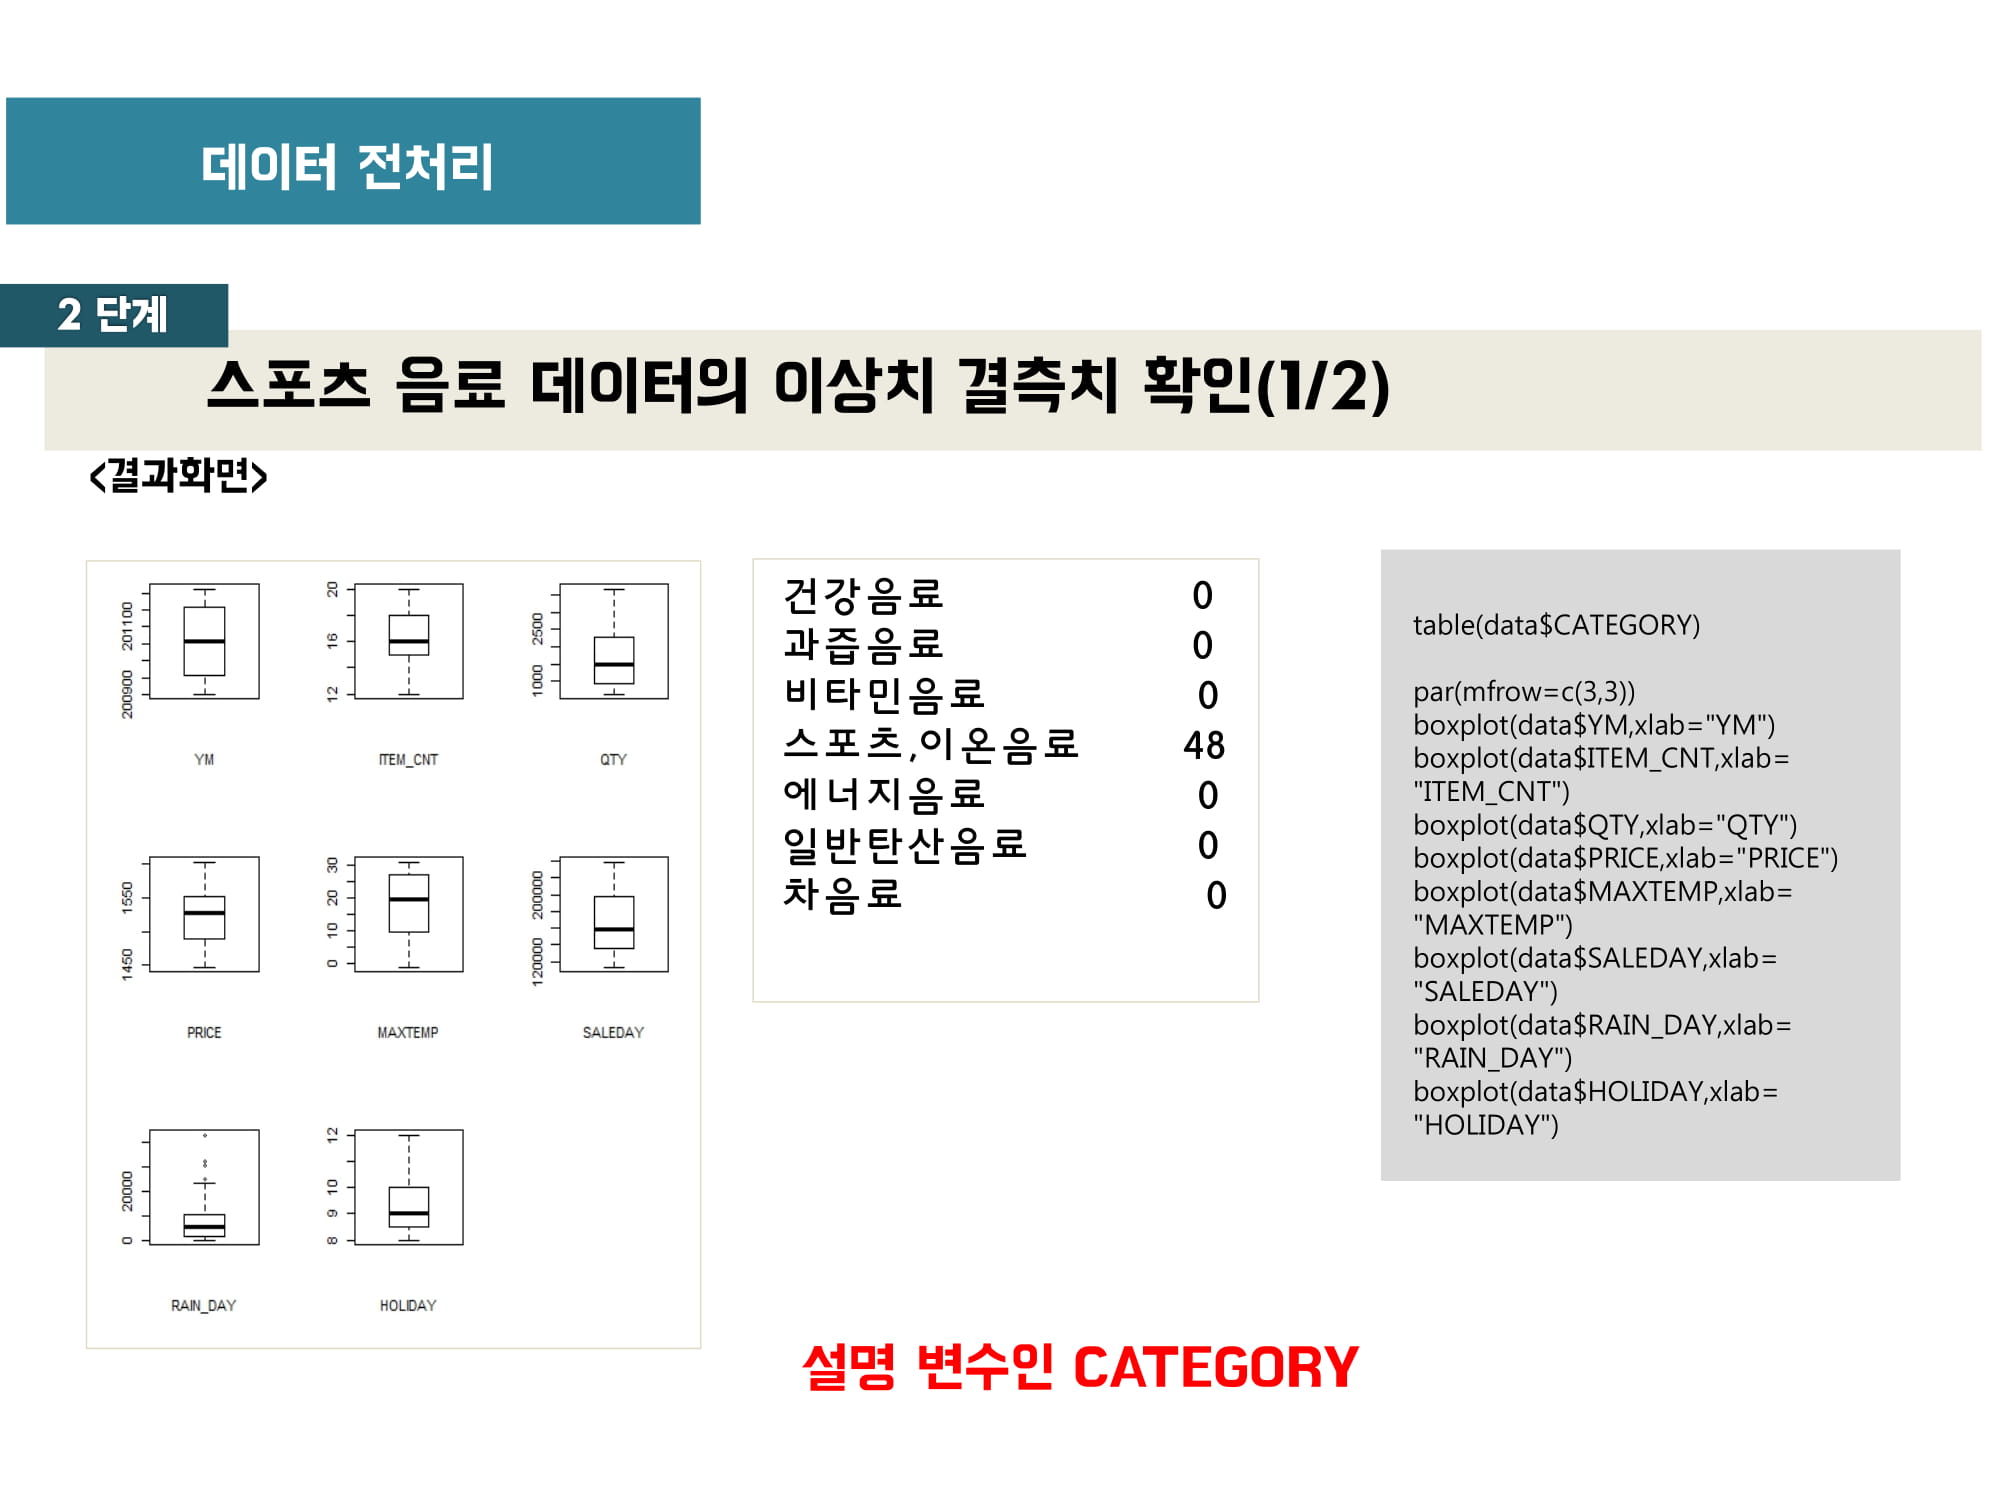 데이터 전처리
2 단계
스포츠 음료 데이터의 이상치 결측치 확인(1/2)
<결과화면>
200900 201100
YM
12 16 20
ITEM_CNT
1000 2500
QTY
1450 1550
PRICE
0 10 20 30
MAXTEMP
120000 200000
SALEDAY
0 20000
RAIN_DAY
8 9 10 12
HOLIDAY
건강음료 0
과즙음료 0
비타민음료 0
스포츠,이온음료 48
에너지음료 0
일반탄산음료 0
차음료 0
table(data$CATEGORY)
par(mfrow=c(3,3))
boxplot(data$YM,xlab="YM")
boxplot(data$ITEM_CNT,xlab=
"ITEM_CNT")
boxplot(data$QTY,xlab="QTY")
boxplot(data$PRICE,xlab="PRICE")
boxplot(data$MAXTEMP,xlab=
"MAXTEMP")
boxplot(data$SALEDAY,xlab=
"SALEDAY")
boxplot(data$RAIN_DAY,xlab=
"RAIN_DAY")
boxplot(data$HOLIDAY,xlab=
"HOLIDAY")
설명 변수인 CATEGORY